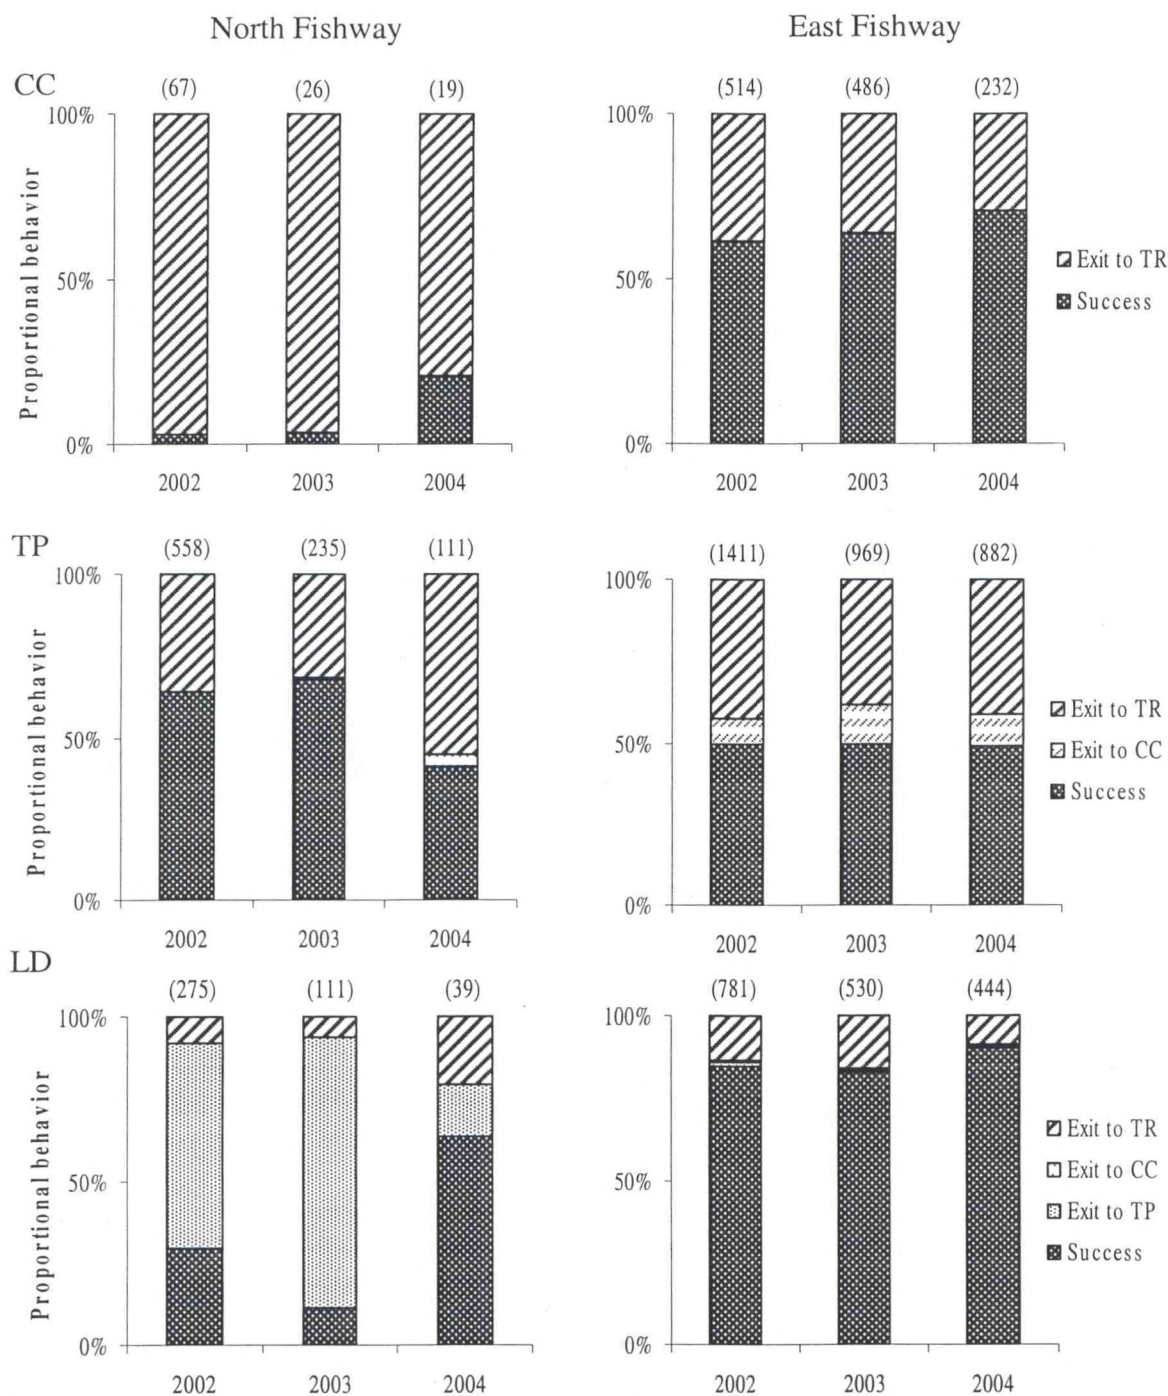 North Fishway
East Fishway
CC
(67) (26) (19)
100%
50%
0%
Proportional behavior
2002 2003 2004
(514) (486) (232)
100%
50%
0%
2002 2003 2004
Exit to TR
Success
TP
(558) (235) (111)
100%
50%
0%
Proportional behavior
2002 2003 2004
(1411) (969) (882)
100%
50%
0%
2002 2003 2004
Exit to TR
Exit to CC
Success
LD
(275) (111) (39)
100%
50%
0%
Proportional behavior
2002 2003 2004
(781) (530) (444)
100%
50%
0%
2002 2003 2004
Exit to TR
Exit to CC
Exit to TP
Success